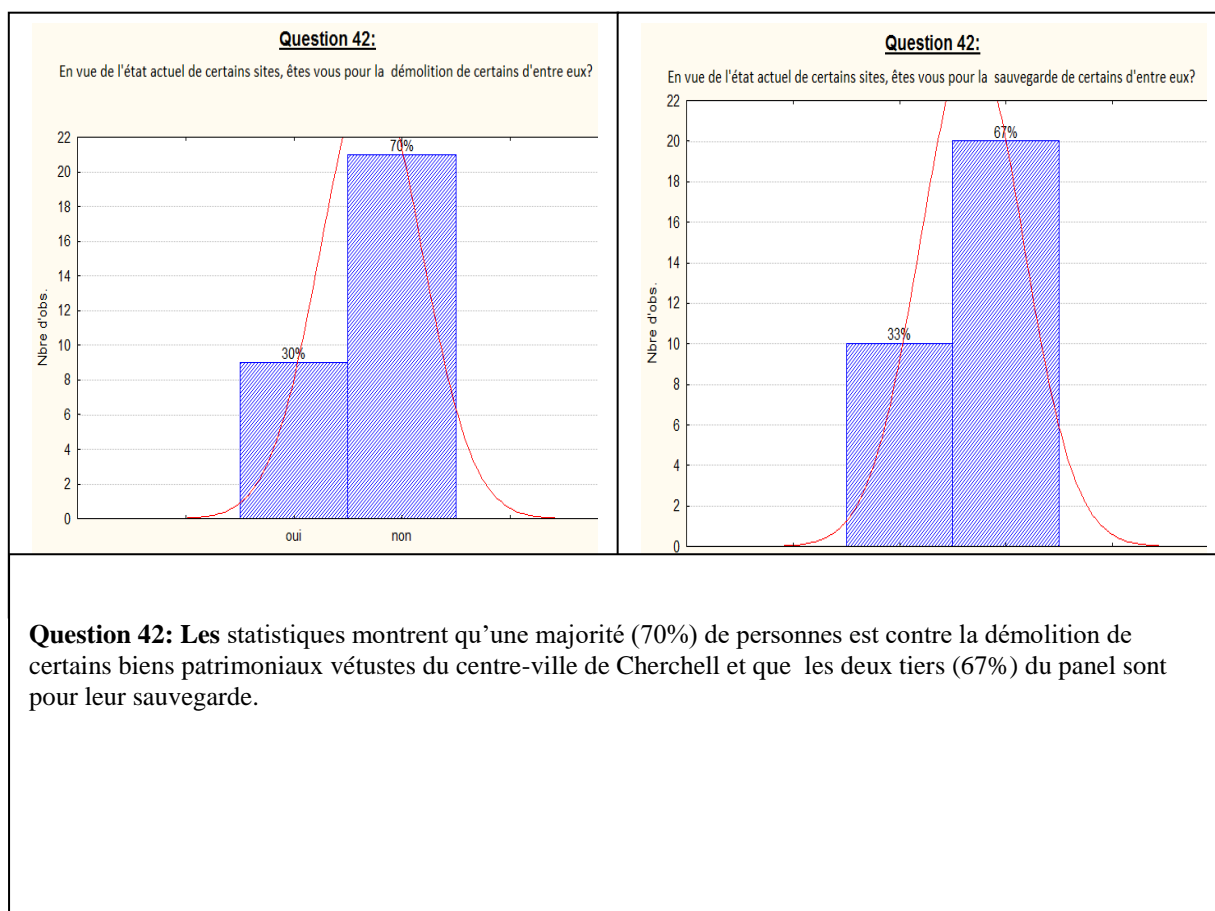 Question 42:
En vue de l'état actuel de certains sites, êtes vous pour la démolition de certains d'entre eux?
22
20
18
16
14
12
10
8
6
4
2
0
Nbre d'obs.
30%
70%
oui
non
Question 42:
En vue de l'état actuel de certains sites, êtes vous pour la sauvegarde de certains d'entre eux?
22
20
18
16
14
12
10
8
6
4
2
0
Nbre d'obs.
33%
67%
Question 42: Les statistiques montrent qu’une majorité (70%) de personnes est contre la démolition de
certains biens patrimoniaux vétustes du centre-ville de Cherchell et que les deux tiers (67%) du panel sont
pour leur sauvegarde.